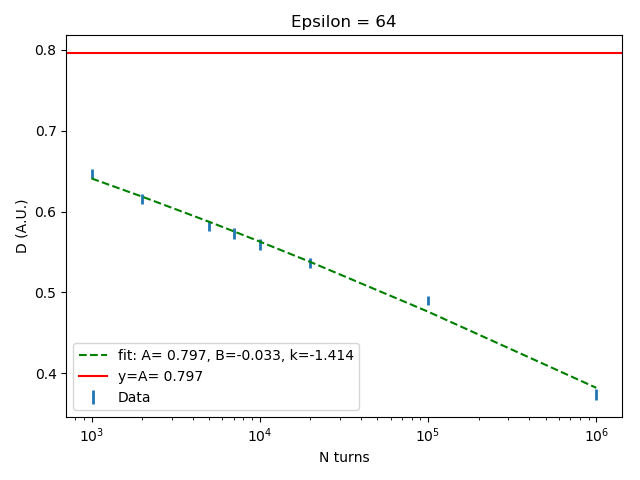 Epsilon = 64
D (A.U.)
0.8
0.7
0.6
0.5
0.4
fit: A= 0.797, B=-0.033, k=-1.414
y=A= 0.797
Data
10³ 10⁴ 10⁵ 10⁶
N turns